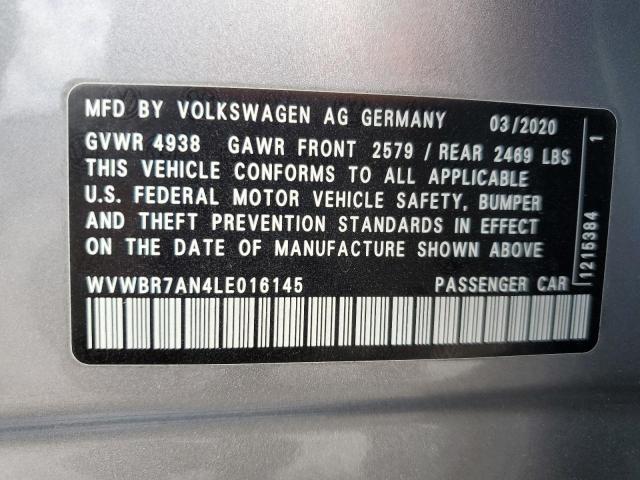 MFD BY VOLKSWAGEN AG GERMANY 03/2020
GVWR 4938 GAWR FRONT 2579 / REAR 2469 LBS
THIS VEHICLE CONFORMS TO ALL APPLICABLE
U.S. FEDERAL MOTOR VEHICLE SAFETY, BUMPER
AND THEFT PREVENTION STANDARDS IN EFFECT
ON THE DATE OF MANUFACTURE SHOWN ABOVE
WVWBR7AN4LE016145 PASSENGER CAR
1215384 1